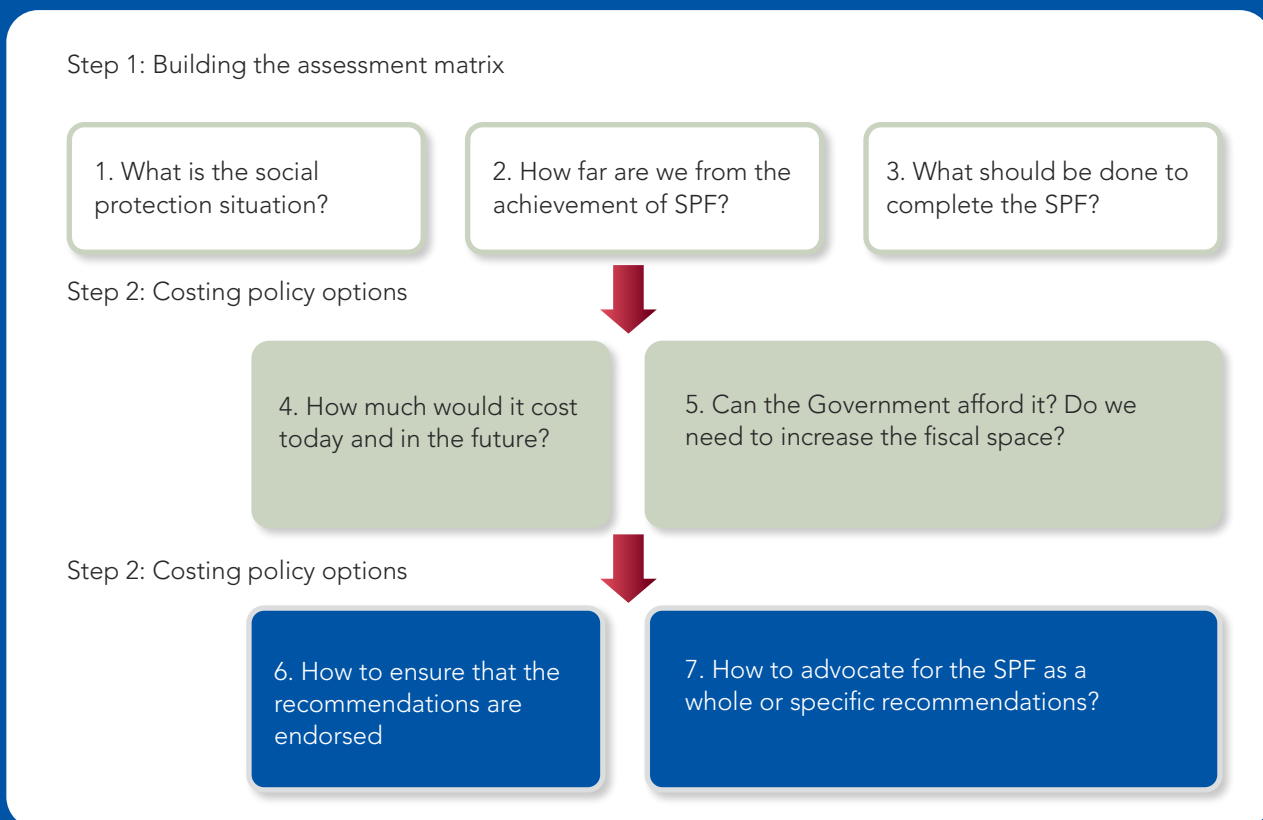 Step 1: Building the assessment matrix
1. What is the social
protection situation?
2. How far are we from the
achievement of SPF?
3. What should be done to
complete the SPF?
Step 2: Costing policy options
4. How much would it cost
today and in the future?
5. Can the Government afford it? Do we
need to increase the fiscal space?
Step 2: Costing policy options
6. How to ensure that the
recommendations are
endorsed
7. How to advocate for the SPF as a
whole or specific recommendations?